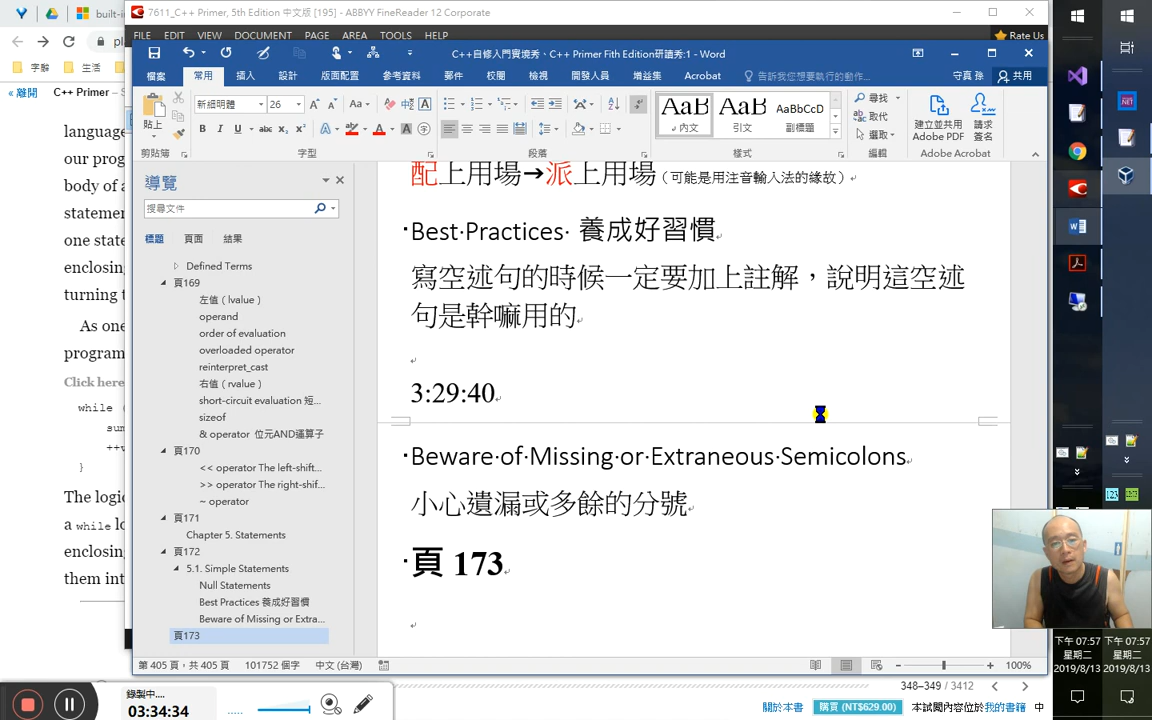 built-in
7611_C++ Primer, 5th Edition 中文版 [195] - ABBYY FineReader 12 Corporate
FILE EDIT VIEW DOCUMENT PAGE AREA TOOLS HELP
Rate Us
字辭 生活
C++自修入門實境秀、C++ Primer Fith Edition研讀秀:1 - Word
檔案 常用 插入 設計 版面配置 參考資料 郵件 校閱 檢視 開發人員 增益集 Acrobat 告訴我您想要執行的動作... 守真 孫 共用
« 離開 C++ Primer
貼上
新細明體 26
AaB AaB AaBbCcD
內文 引文 副標題
尋找
取代
選取
建立並共用 Adobe PDF
請求簽名
剪貼簿 字型 段落 樣式 編輯 Adobe Acrobat
language
our prog
body of a
statement
one state
enclosing
turning t
As one
program
Click here
while (
sum
++v
}
The logic
a while lo
enclosing
them int
導覽
搜尋文件
標題 頁面 結果
Defined Terms
頁169
左值 ( lvalue )
operand
order of evaluation
overloaded operator
reinterpret_cast
右值 ( rvalue )
short-circuit evaluation 短...
sizeof
& operator 位元AND運算子
頁170
<< operator The left-shift...
>> operator The right-shif...
~ operator
頁171
Chapter 5. Statements
頁172
5.1. Simple Statements
Null Statements
Best Practices 養成好習慣
Beware of Missing or Extra...
頁173
配上用場→派上用場（可能是用注音輸入法的緣故）
Best Practices 養成好習慣
寫空述句的時候一定要加上註解，說明這空述
句是幹嘛用的
3:29:40
Beware of Missing or Extraneous Semicolons
小心遺漏或多餘的分號
頁 173
第 405 頁，共 405 頁 101752 個字 中文 (台灣) 100%
348–349 / 3412
關於本書 購買 (NT$629.00) 本試閱內容位於我的書籍 中
錄製中....
03:34:34
下午 07:57
星期二
2019/8/13
下午 07:57
星期二
2019/8/13